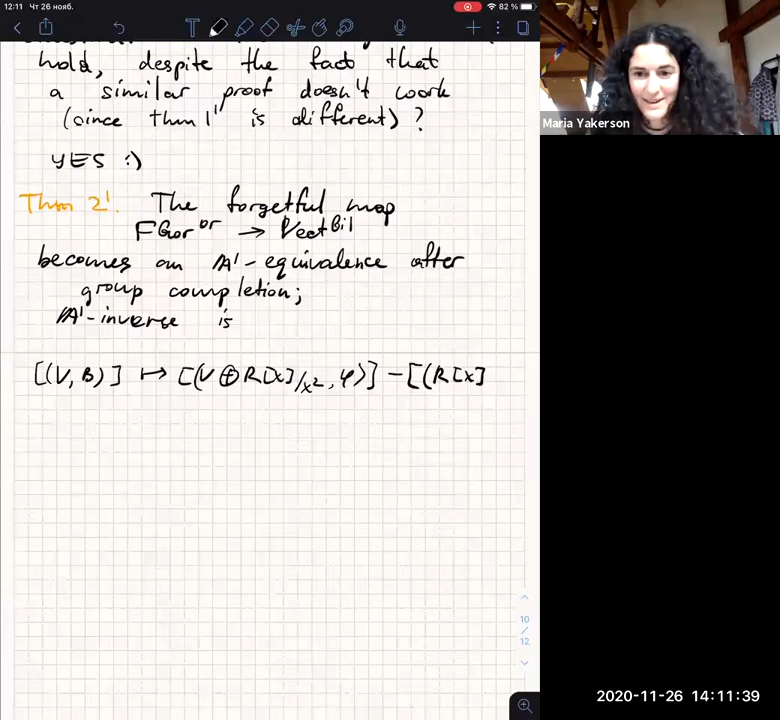 12:11 Чт 26 нояб.
82 %
hold, despite the fact that
a similar proof doesn't work
(since thm 1' is different) ?
YES :)
Thm 2'. The forgetful map
FGor^or → Vect^Bil
becomes an A¹-equivalence after
group completion;
A¹-inverse is
[(V, B)] ↦ [(V ⊕ R[x]/x², φ)] − [(R[x]
10
/
12
Maria Yakerson
2020-11-26 14:11:39